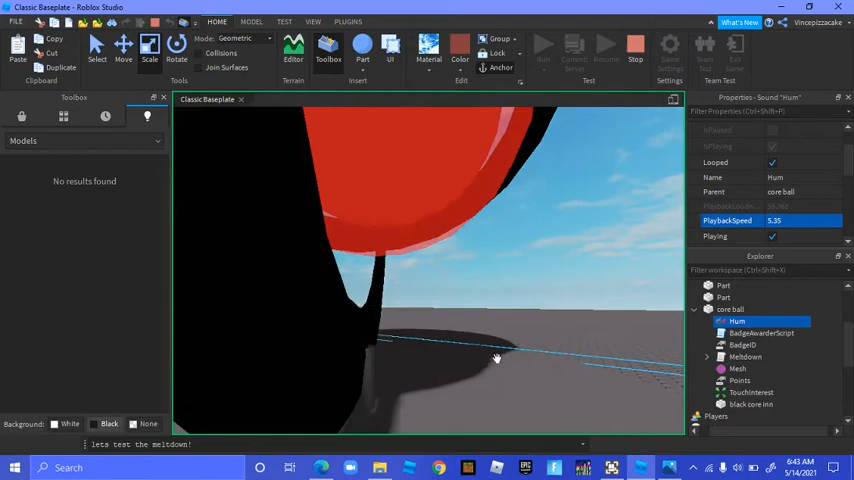 Classic Baseplate - Roblox Studio
FILE
HOME
MODEL
TEST
VIEW
PLUGINS
What's New
Vincepizzacake
Copy
Cut
Duplicate
Paste
Clipboard
Select
Move
Scale
Rotate
Mode: Geometric
Collisions
Join Surfaces
Tools
Editor
Terrain
Toolbox
Part
UI
Insert
Material
Color
Group
Lock
Anchor
Edit
Run
Current: Server
Resume
Stop
Test
Game Settings
Settings
Team Test
Exit Game
Team Test
Toolbox
Models
No results found
Background:
White
Black
None
Classic Baseplate
Properties - Sound "Hum"
Filter Properties (Ctrl+Shift+P)
IsPaused
IsPlaying
Looped
Name
Hum
Parent
core ball
PlaybackSpeed
5.35
Playing
Explorer
Filter workspace (Ctrl+Shift+X)
Part
Part
core ball
Hum
BadgeAwarderScript
BadgeID
Meltdown
Mesh
Points
TouchInterest
black core inn
Players
lets test the meltdown!
Search
6:43 AM
5/14/2021